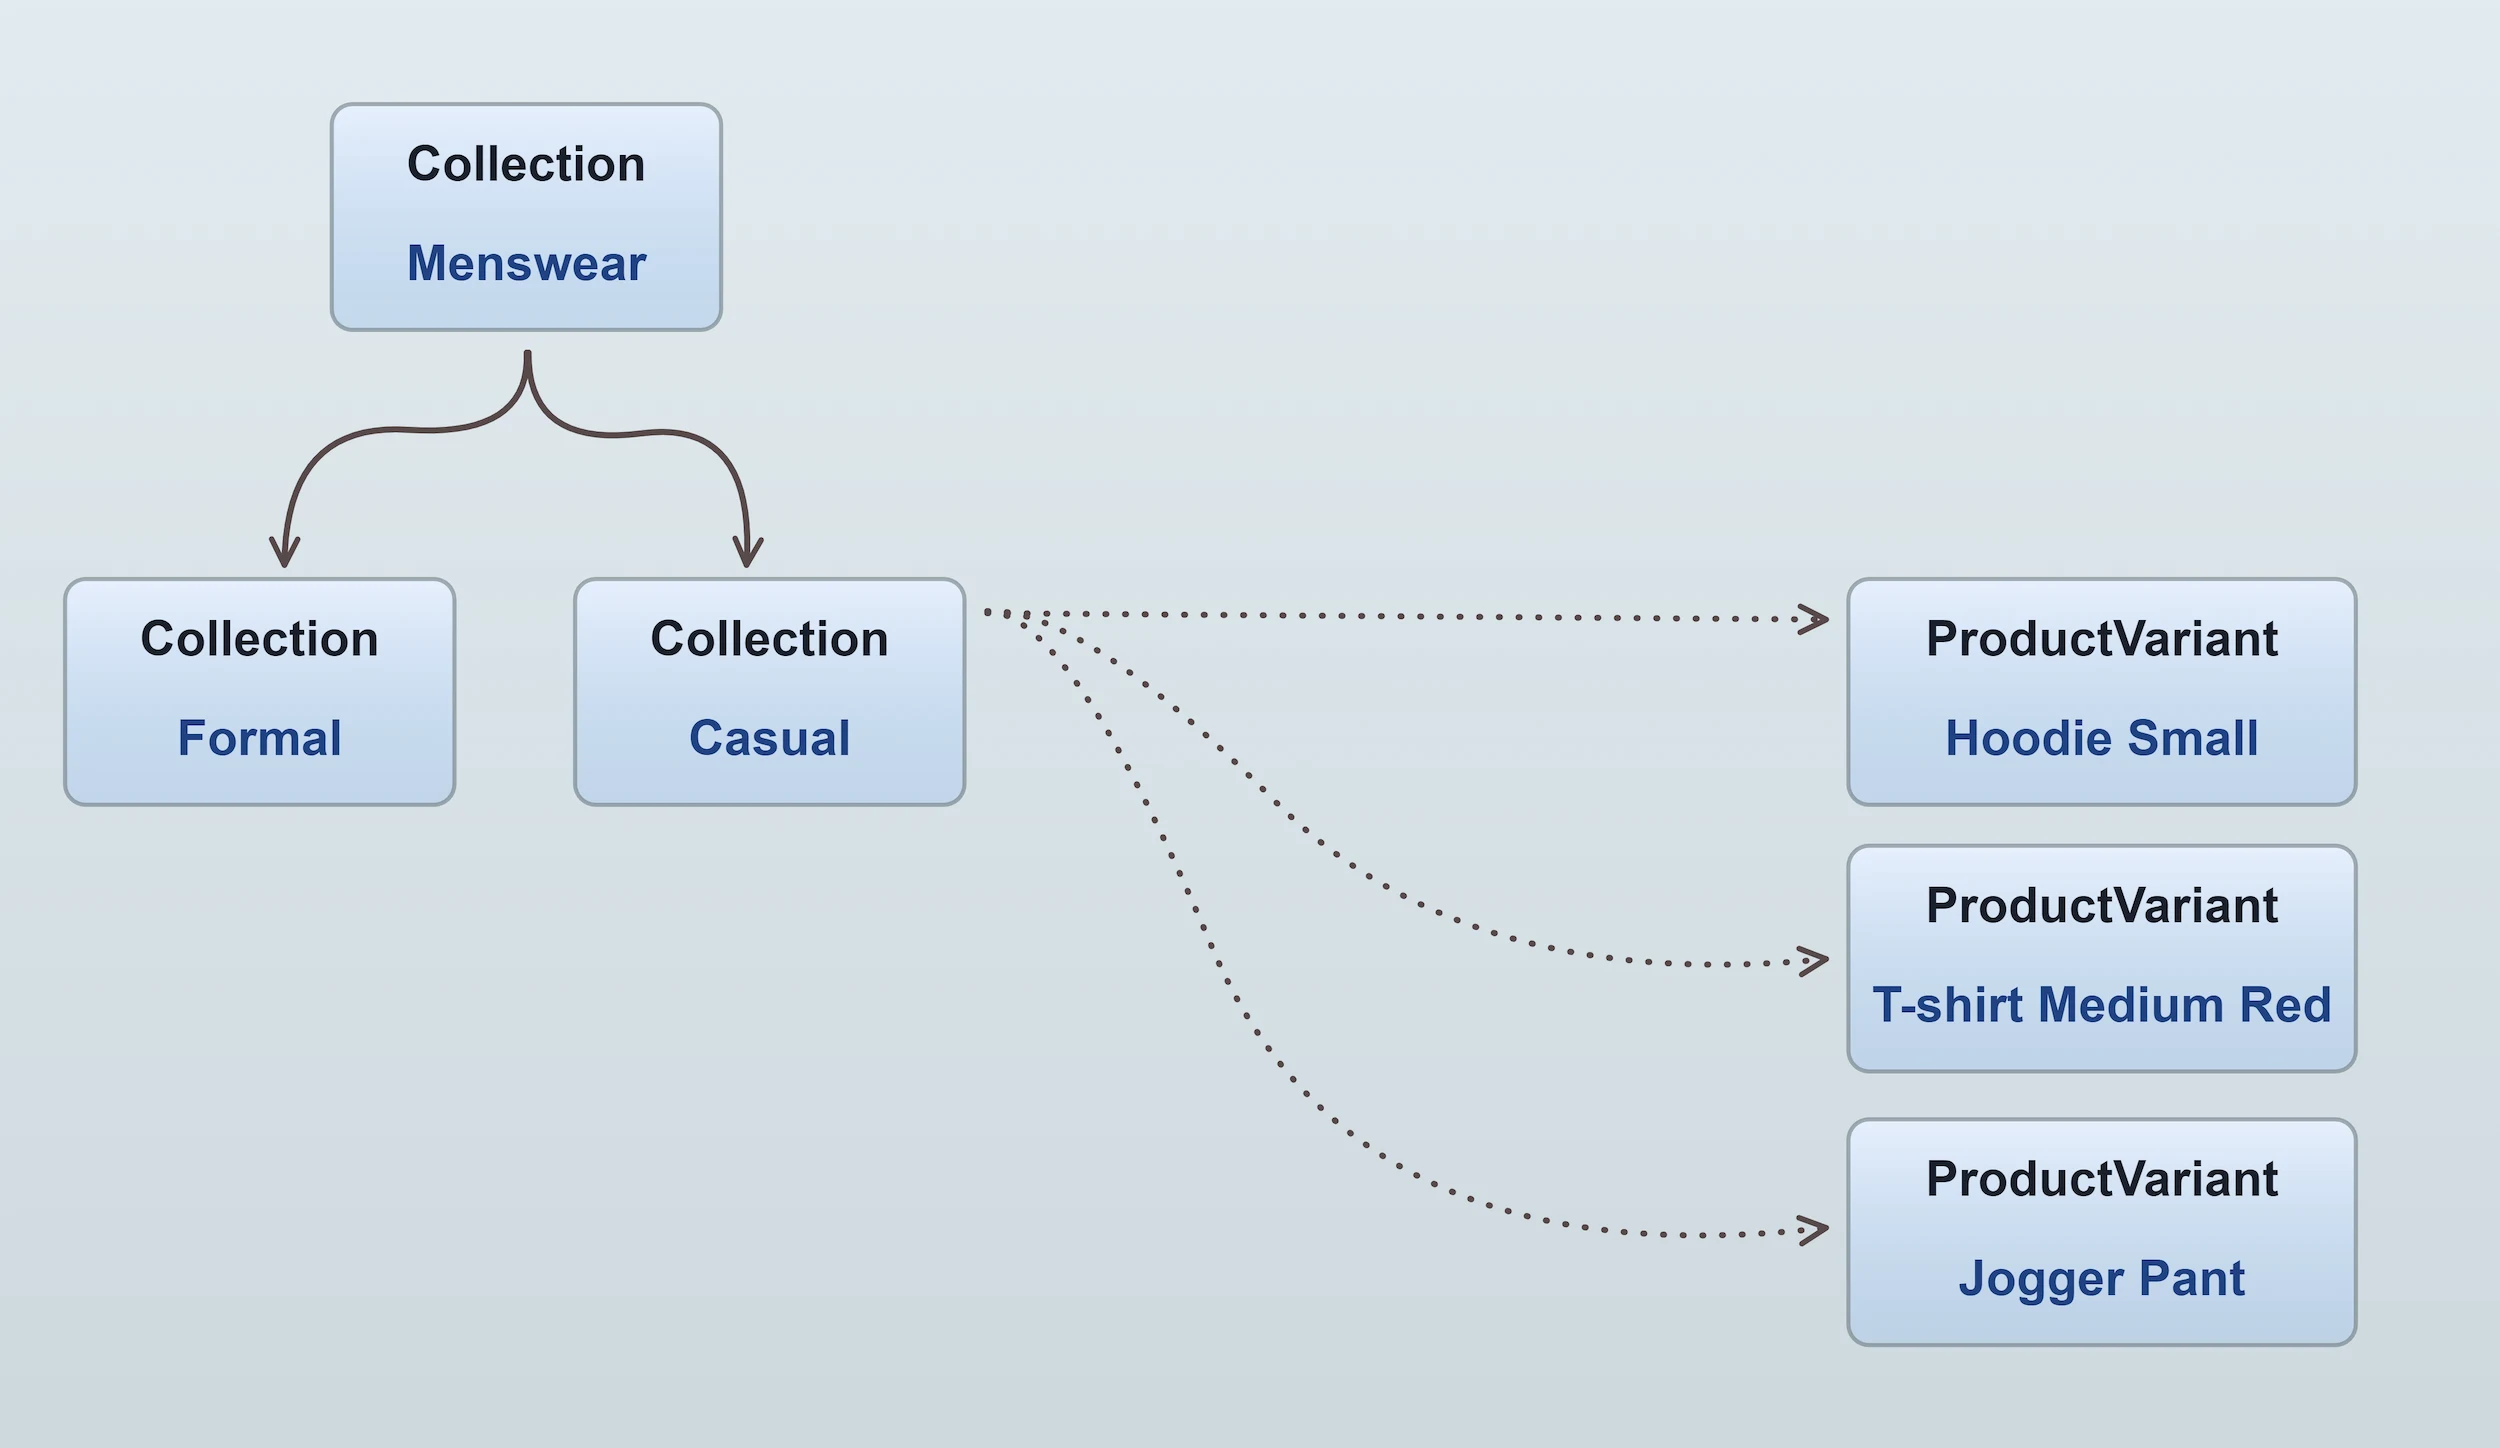 Collection
Menswear
Collection
Formal
Collection
Casual
ProductVariant
Hoodie Small
ProductVariant
T-shirt Medium Red
ProductVariant
Jogger Pant